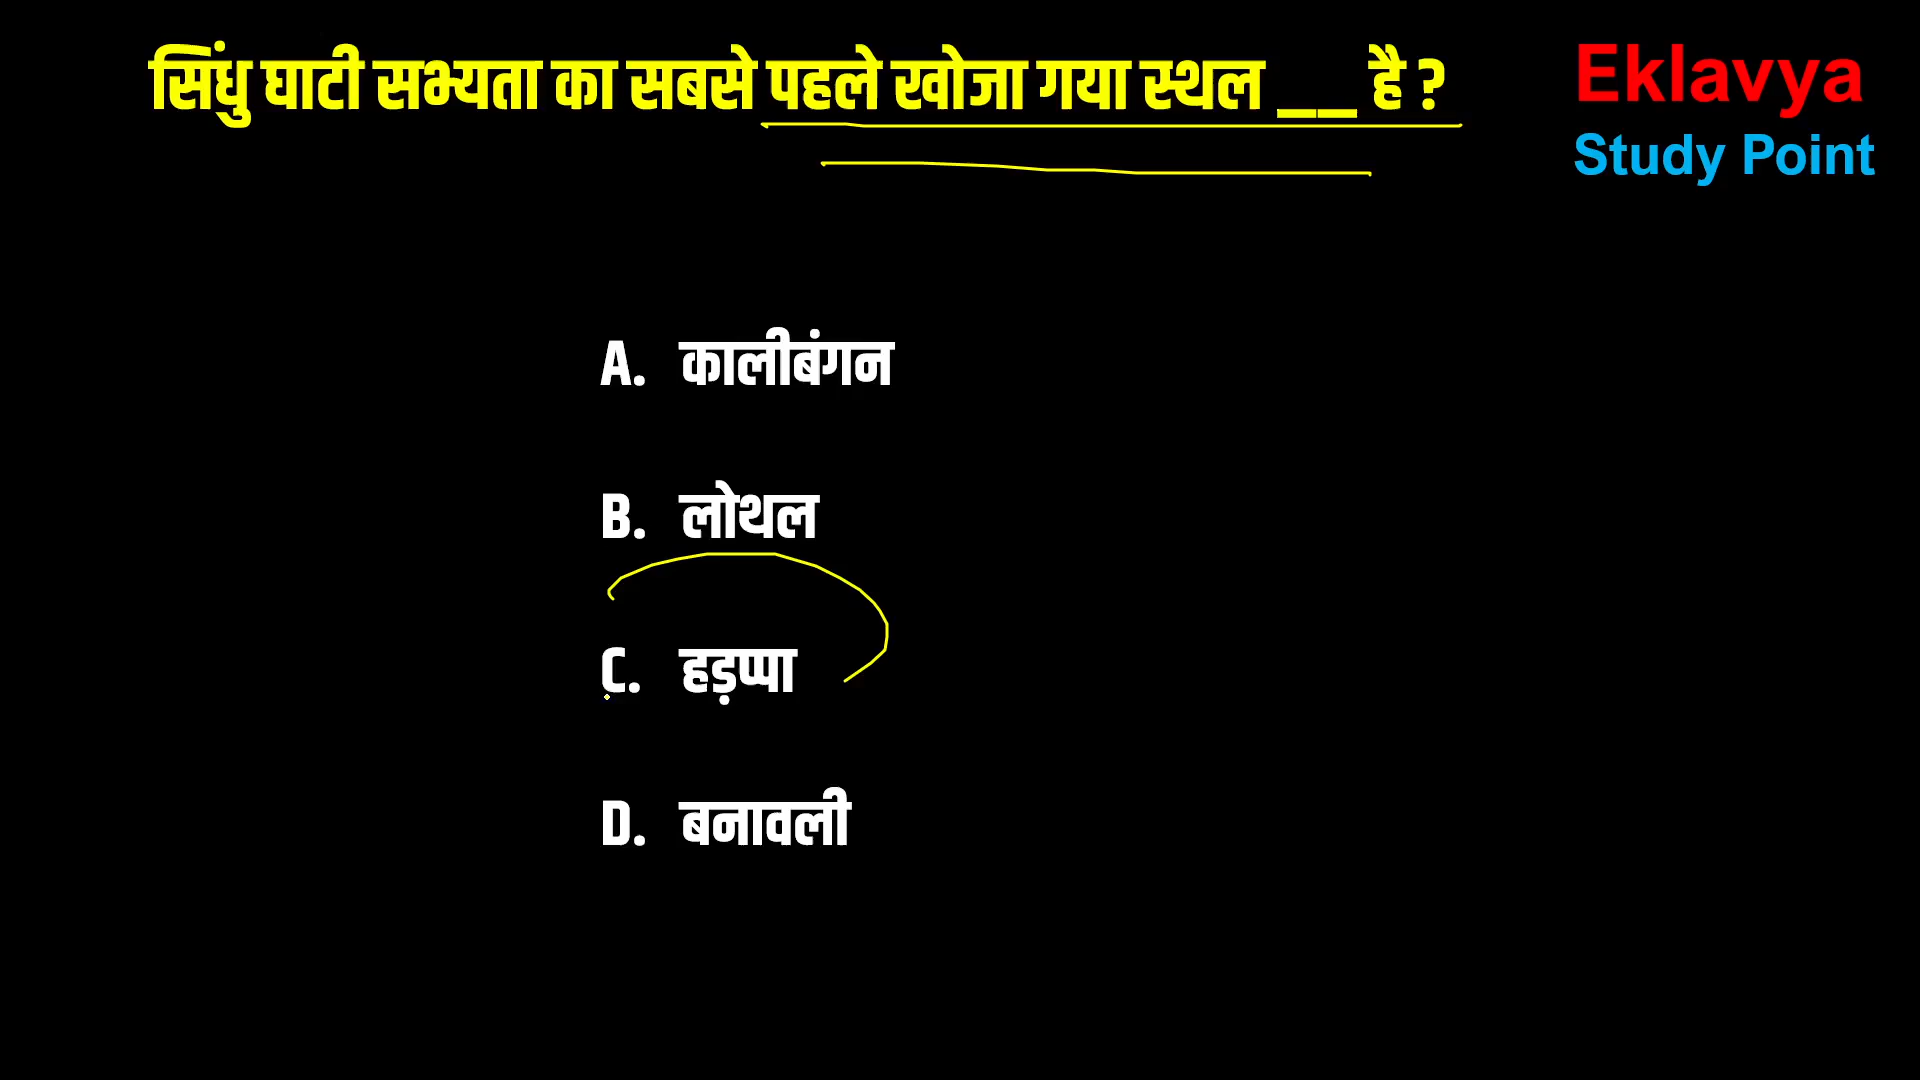 सिंधु घाटी सभ्यता का सबसे पहले खोजा गया स्थल __ है ?
Eklavya
Study Point
A. कालीबंगन
B. लोथल
C. हड़प्पा
D. बनावली